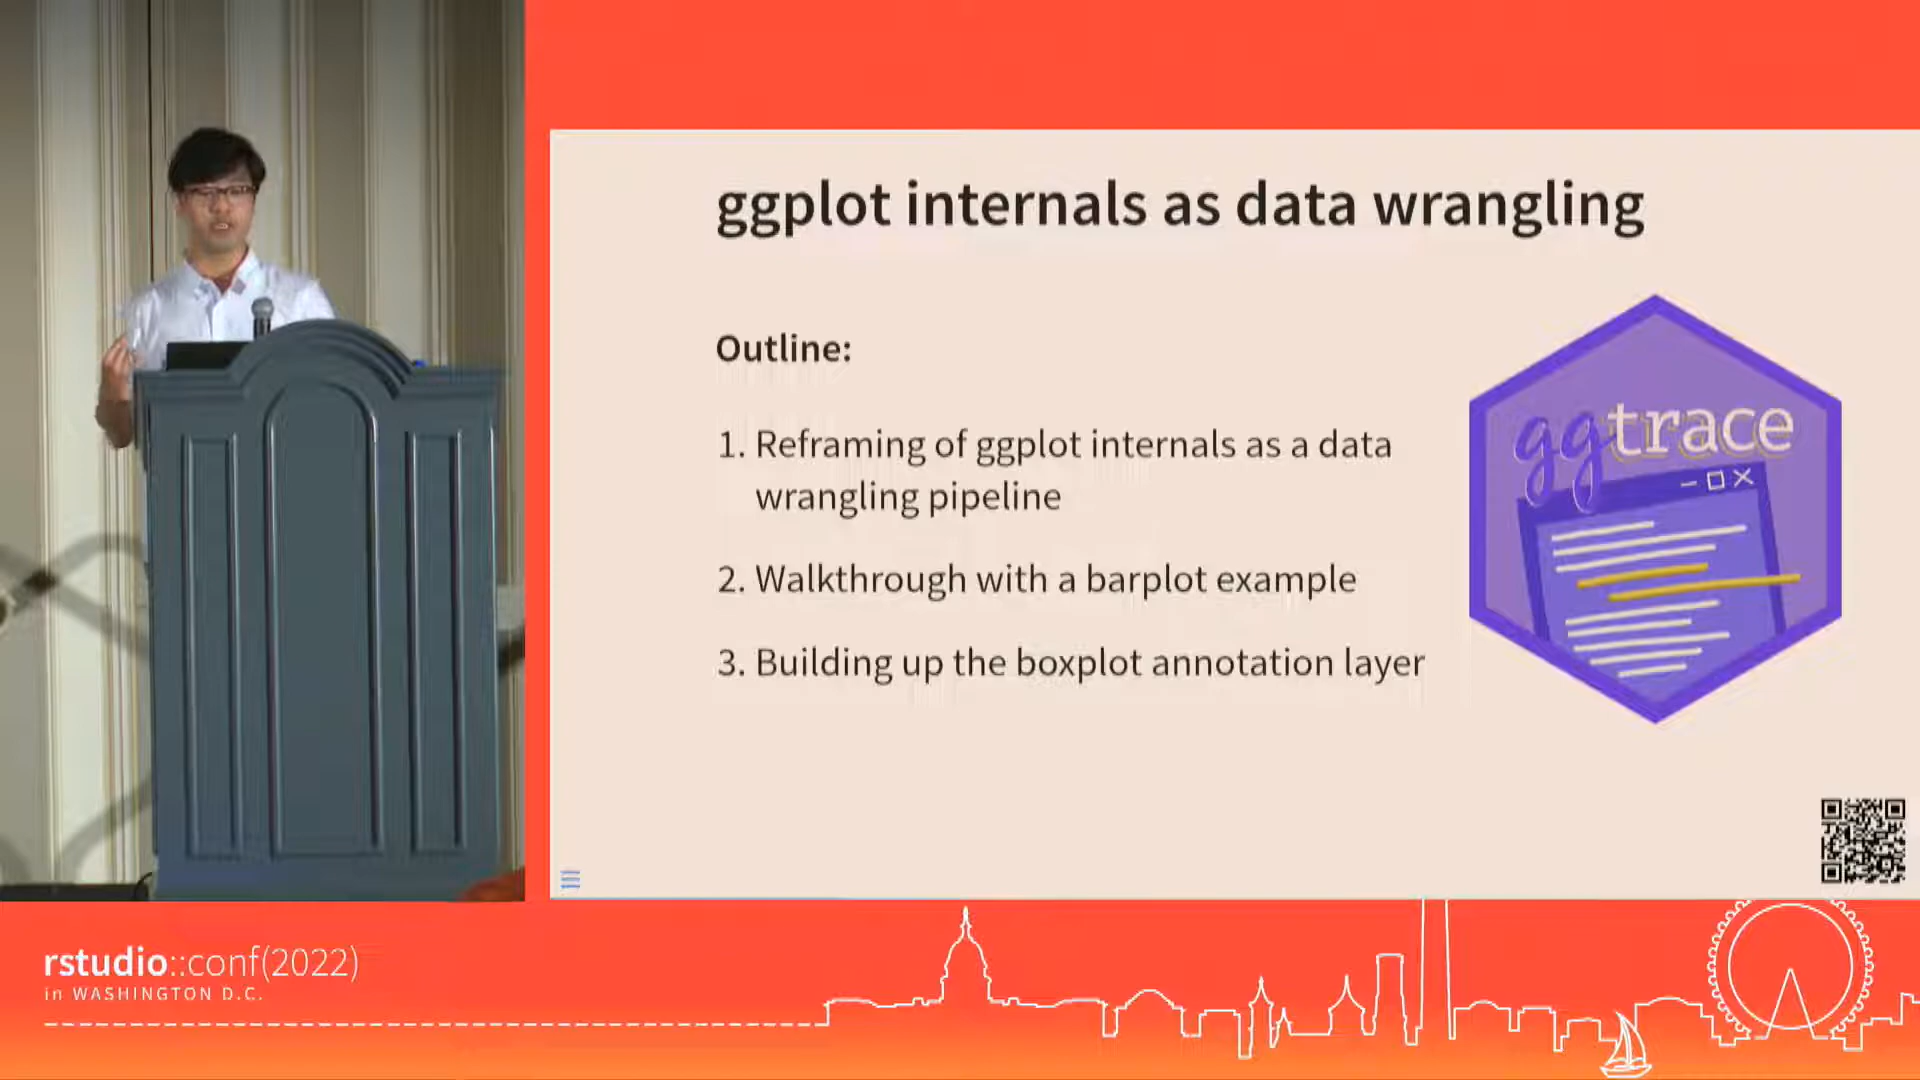 ggplot internals as data wrangling
Outline:
1. Reframing of ggplot internals as a data
wrangling pipeline
2. Walkthrough with a barplot example
3. Building up the boxplot annotation layer
ggtrace
rstudio::conf(2022)
in WASHINGTON D.C.